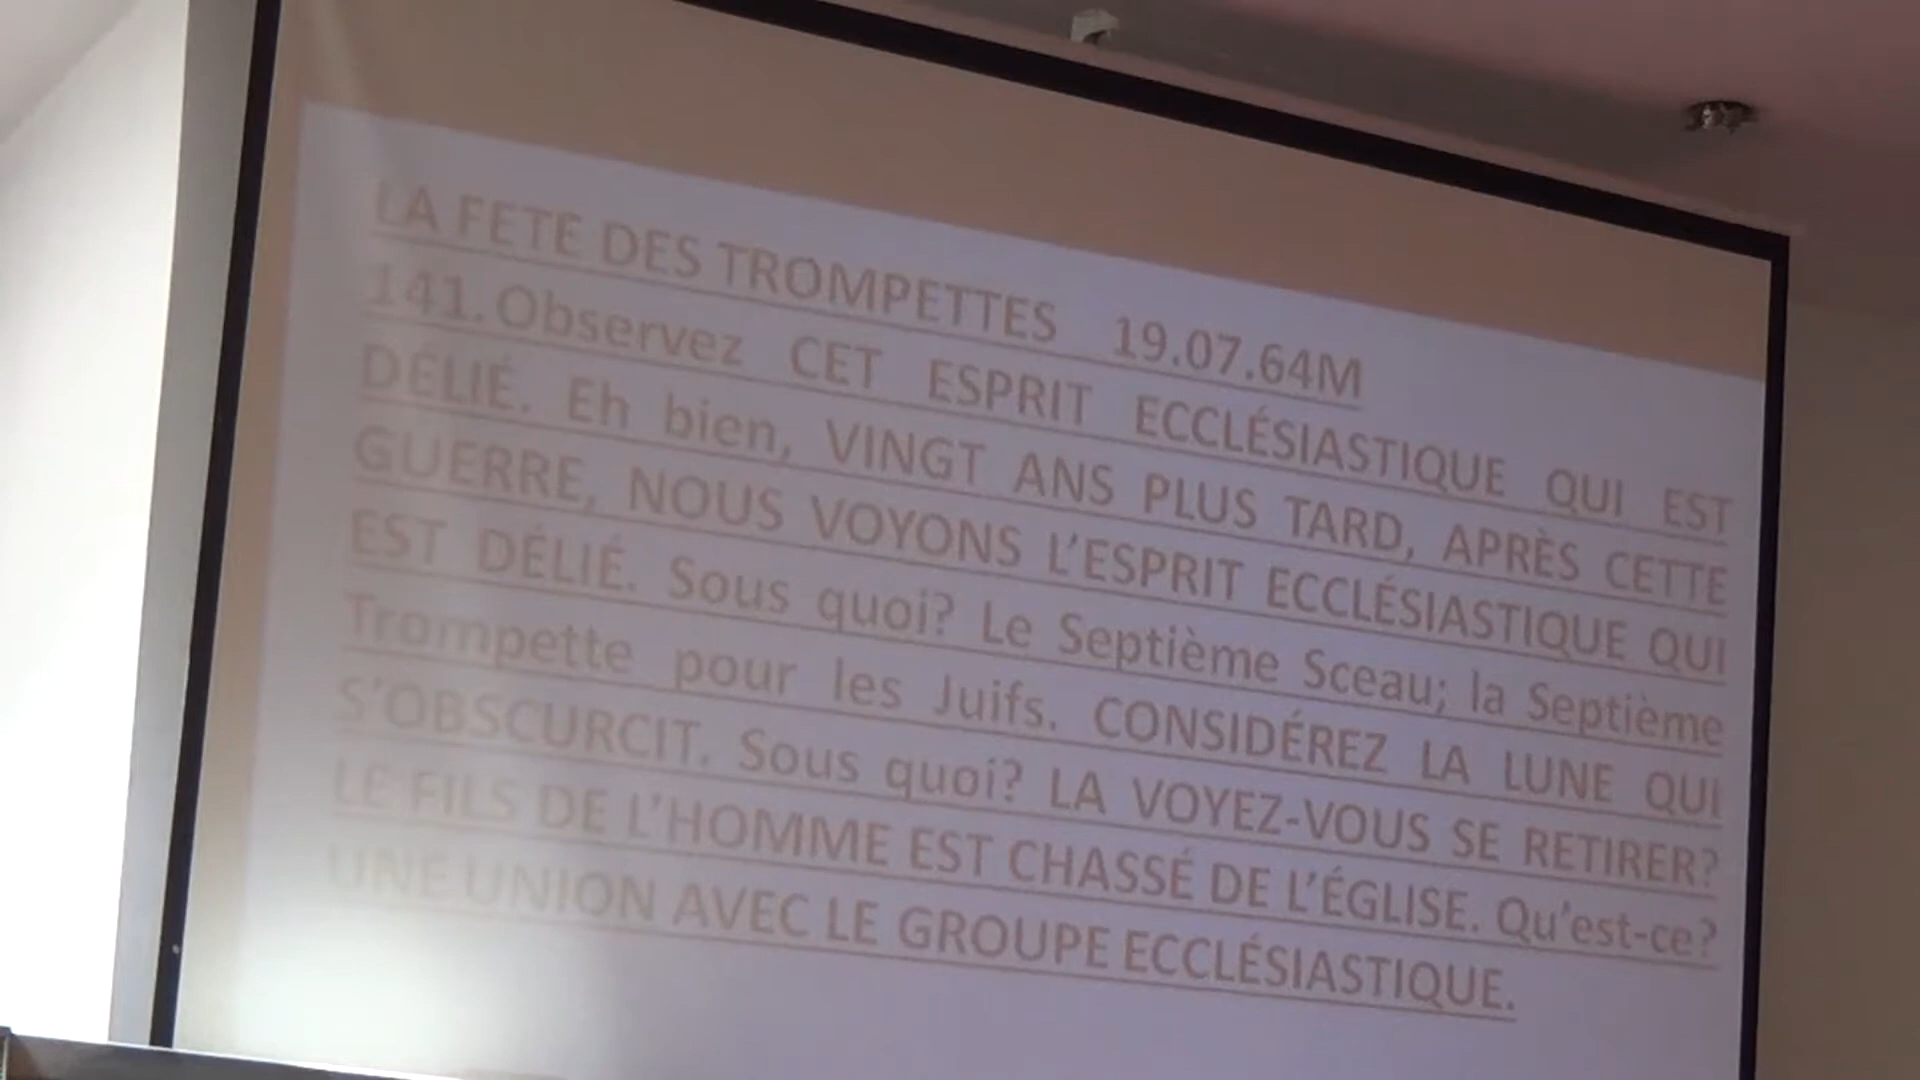 LA FETE DES TROMPETTES 19.07.64M
141. Observez CET ESPRIT ECCLÉSIASTIQUE QUI EST
DÉLIÉ. Eh bien, VINGT ANS PLUS TARD, APRÈS CETTE
GUERRE, NOUS VOYONS L'ESPRIT ECCLÉSIASTIQUE QUI
EST DÉLIÉ. Sous quoi? Le Septième Sceau; la Septième
Trompette pour les Juifs. CONSIDÉREZ LA LUNE QUI
S'OBSCURCIT. Sous quoi? LA VOYEZ-VOUS SE RETIRER?
LE FILS DE L'HOMME EST CHASSÉ DE L'ÉGLISE. Qu'est-ce?
UNE UNION AVEC LE GROUPE ECCLÉSIASTIQUE.